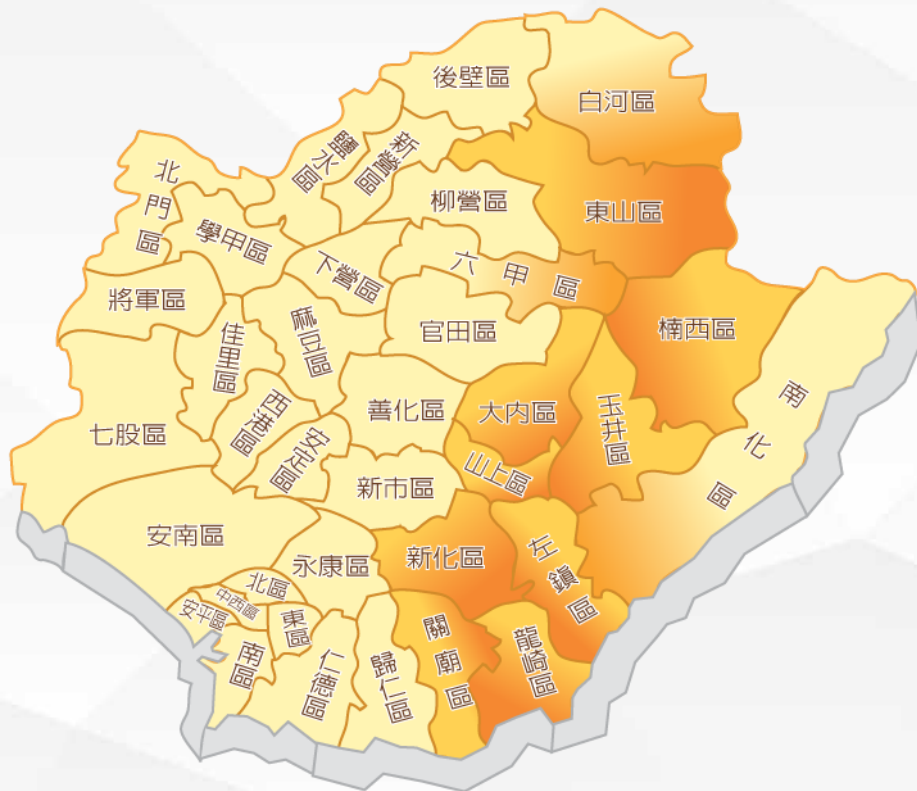 後壁區
白河區
鹽水區
新營區
北門區
柳營區
東山區
學甲區
下營區
六甲區
將軍區
麻豆區
官田區
楠西區
佳里區
南化區
七股區
西港區
安定區
善化區
大內區
玉井區
山上區
新市區
安南區
永康區
新化區
左鎮區
北區
中西區
安平區
東區
南區
仁德區
歸仁區
關廟區
龍崎區